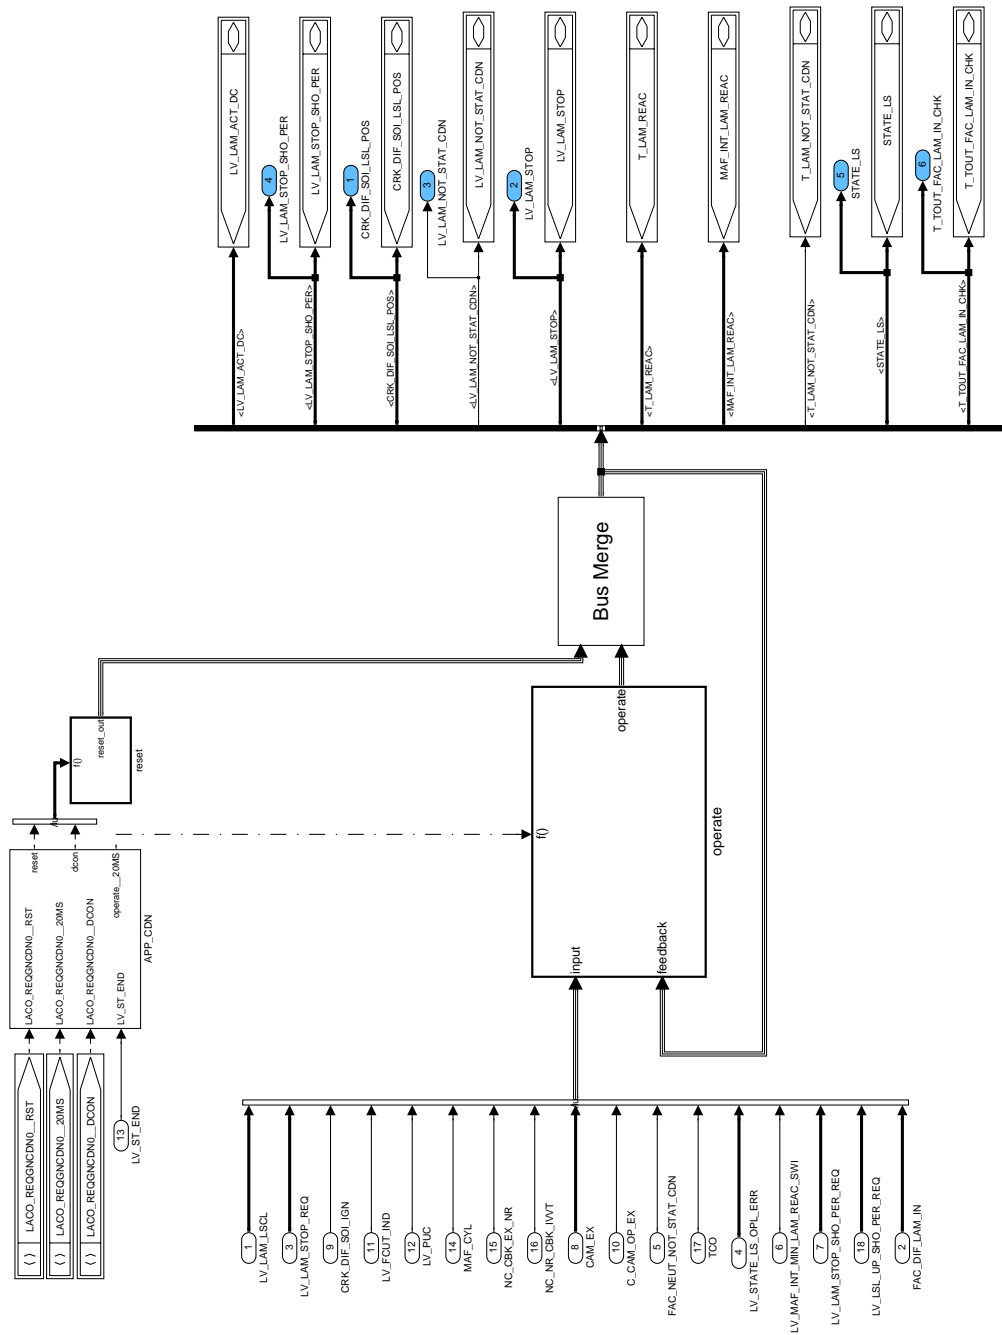 LV_LAM_ACT_DC
<LV_LAM_ACT_DC>
4
LV_LAM_STOP_SHO_PER
LV_LAM_STOP_SHO_PER
<LV_LAM_STOP_SHO_PER>
1
CRK_DIF_SOI_LSL_POS
CRK_DIF_SOI_LSL_POS
<CRK_DIF_SOI_LSL_POS>
3
LV_LAM_NOT_STAT_CDN
LV_LAM_NOT_STAT_CDN
<LV_LAM_NOT_STAT_CDN>
2
LV_LAM_STOP
LV_LAM_STOP
<LV_LAM_STOP>
T_LAM_REAC
<T_LAM_REAC>
MAF_INT_LAM_REAC
<MAF_INT_LAM_REAC>
T_LAM_NOT_STAT_CDN
<T_LAM_NOT_STAT_CDN>
5
STATE_LS
STATE_LS
<STATE_LS>
6
T_TOUT_FAC_LAM_IN_CHK
T_TOUT_FAC_LAM_IN_CHK
<T_TOUT_FAC_LAM_IN_CHK>
Bus Merge
f()
reset_out
reset
reset
dcon
operate__20MS
LACO_REQGNCDN0__RST
LACO_REQGNCDN0__20MS
LACO_REQGNCDN0__DCON
LV_ST_END
APP_CDN
LACO_REQGNCDN0__RST
LACO_REQGNCDN0__20MS
LACO_REQGNCDN0__DCON
13
LV_ST_END
f()
operate
input
feedback
operate
1
LV_LAM_LSCL
3
LV_LAM_STOP_REQ
9
CRK_DIF_SOI_IGN
11
LV_FCUT_IND
12
LV_PUC
14
MAF_CYL
15
NC_CBK_EX_NR
16
NC_NR_CBK_IVVT
8
CAM_EX
10
C_CAM_OP_EX
5
FAC_NEUT_NOT_STAT_CDN
17
TCO
4
LV_STATE_LS_OPL_ERR
6
LV_MAF_INT_MIN_LAM_REAC_SWI
7
LV_LAM_STOP_SHO_PER_REQ
18
LV_LSL_UP_SHO_PER_REQ
2
FAC_DIF_LAM_IN